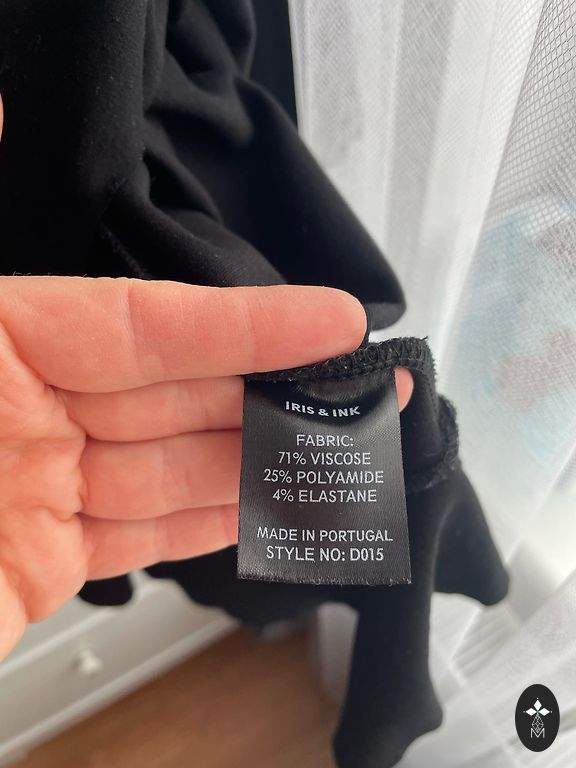 IRIS & INK
FABRIC:
71% VISCOSE
25% POLYAMIDE
4% ELASTANE
MADE IN PORTUGAL
STYLE NO: D015
M